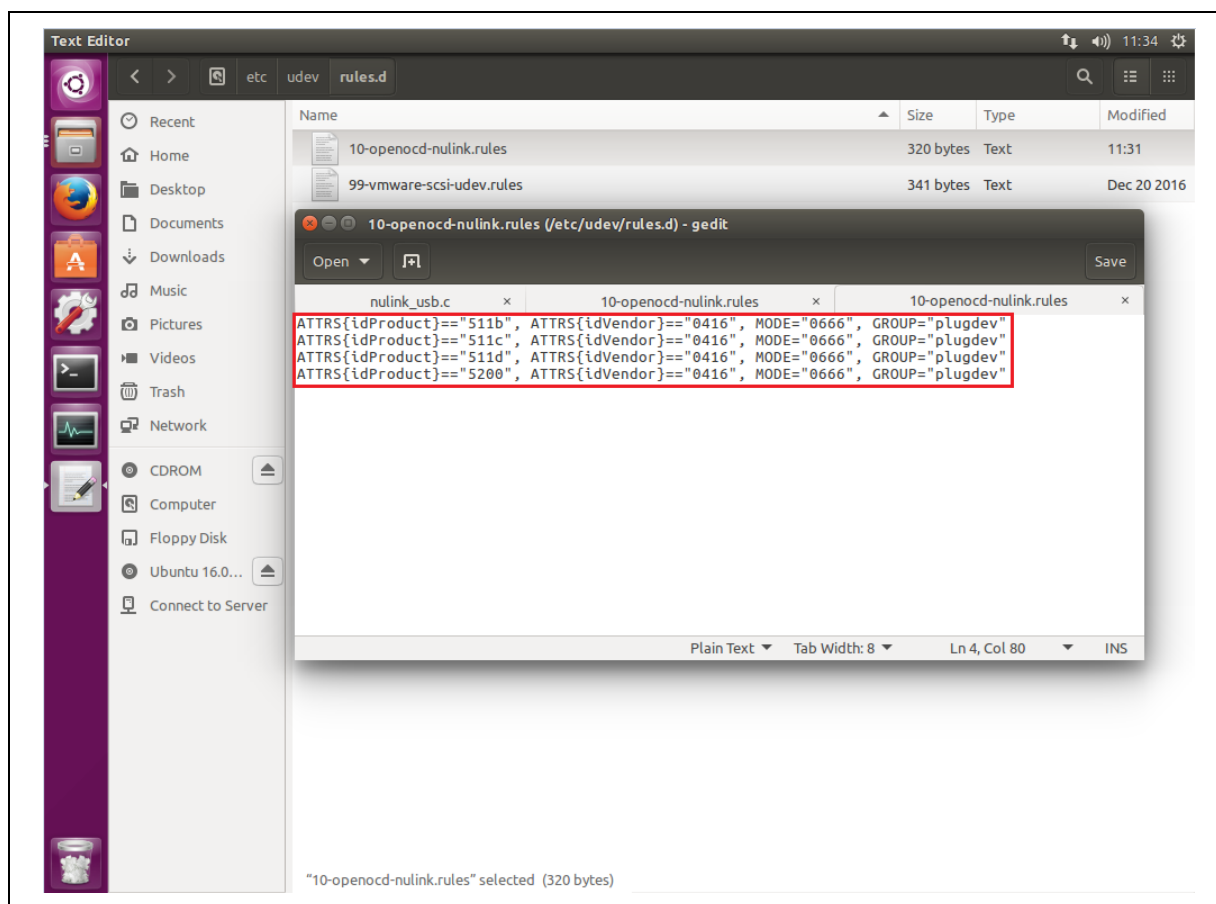 Text Editor
11:34
etc udev rules.d
Recent
Home
Desktop
Documents
Downloads
Music
Pictures
Videos
Trash
Network
CDROM
Computer
Floppy Disk
Ubuntu 16.0...
Connect to Server
Name Size Type Modified
10-openocd-nulink.rules 320 bytes Text 11:31
99-vmware-scsi-udev.rules 341 bytes Text Dec 20 2016
10-openocd-nulink.rules (/etc/udev/rules.d) - gedit
Open Save
nulink_usb.c × 10-openocd-nulink.rules × 10-openocd-nulink.rules ×
ATTRS{idProduct}=="511b", ATTRS{idVendor}=="0416", MODE="0666", GROUP="plugdev"
ATTRS{idProduct}=="511c", ATTRS{idVendor}=="0416", MODE="0666", GROUP="plugdev"
ATTRS{idProduct}=="511d", ATTRS{idVendor}=="0416", MODE="0666", GROUP="plugdev"
ATTRS{idProduct}=="5200", ATTRS{idVendor}=="0416", MODE="0666", GROUP="plugdev"
Plain Text Tab Width: 8 Ln 4, Col 80 INS
"10-openocd-nulink.rules" selected (320 bytes)